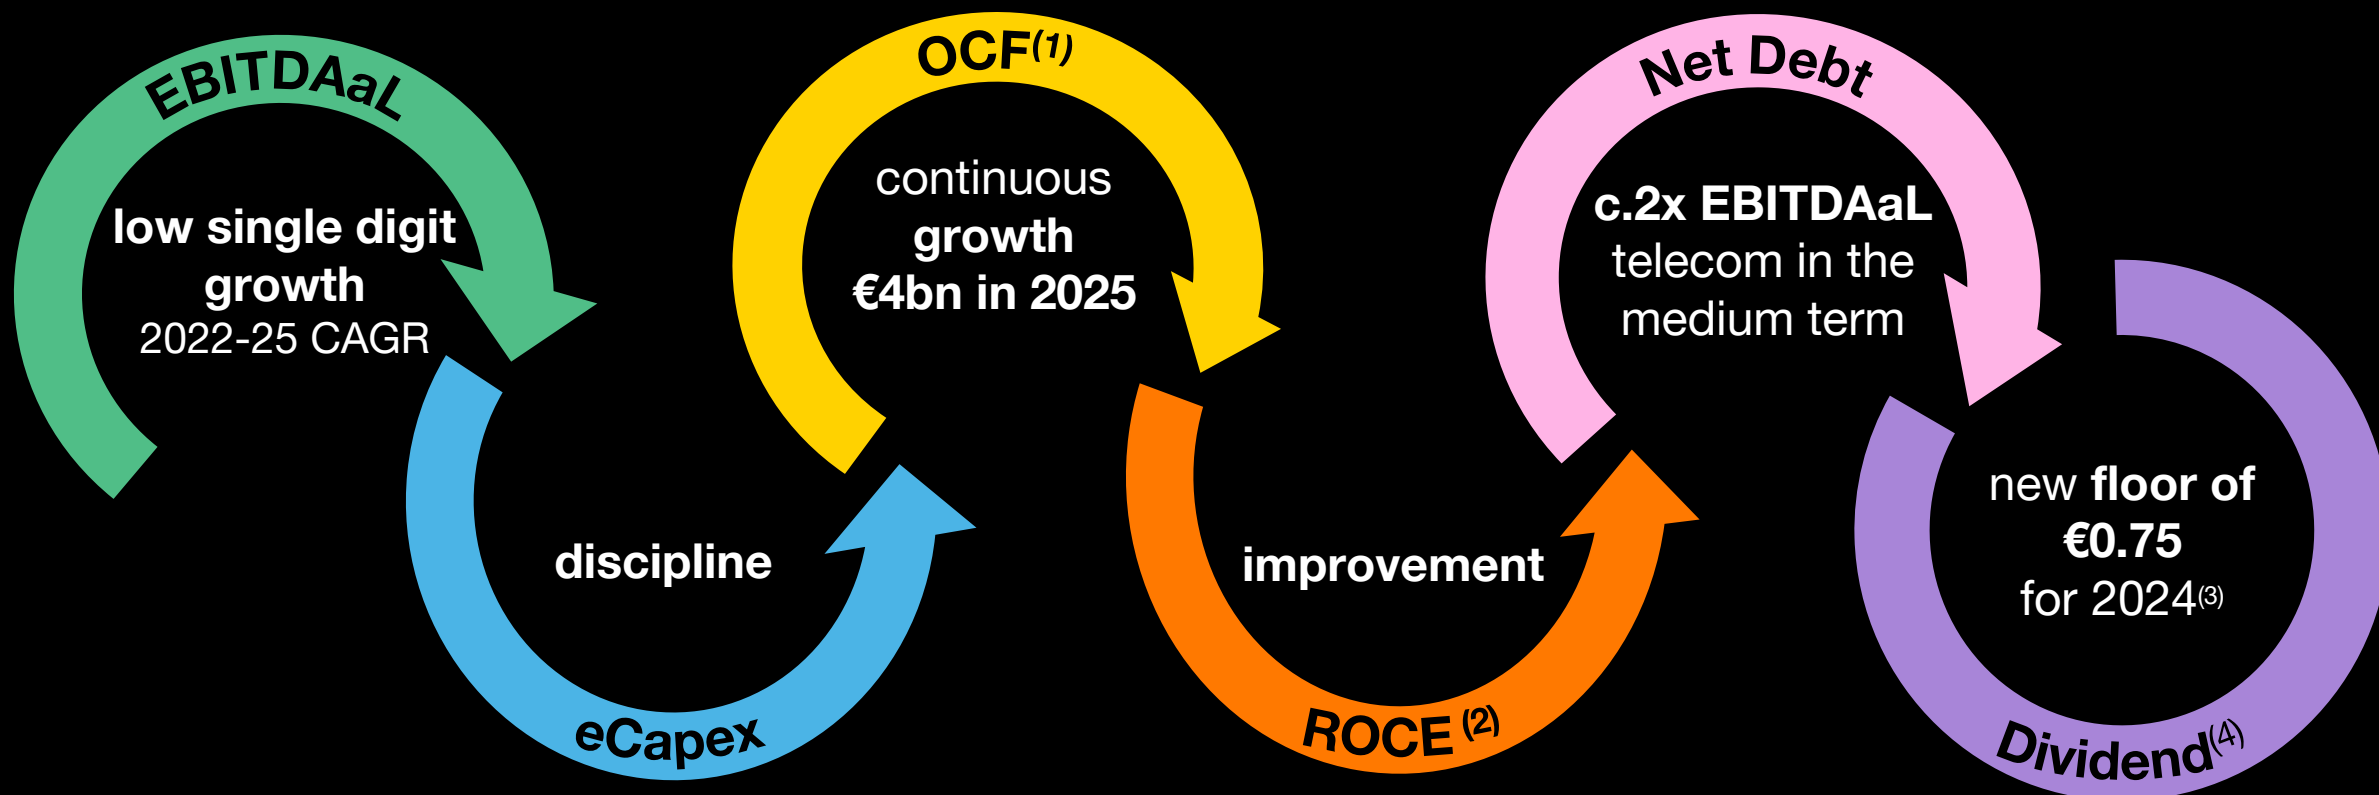 EBITDAaL
low single digit
growth
2022-25 CAGR
eCapex
discipline
OCF(1)
continuous
growth
€4bn in 2025
ROCE (2)
improvement
Net Debt
c.2x EBITDAaL
telecom in the
medium term
Dividend(4)
new floor of
€0.75
for 2024(3)